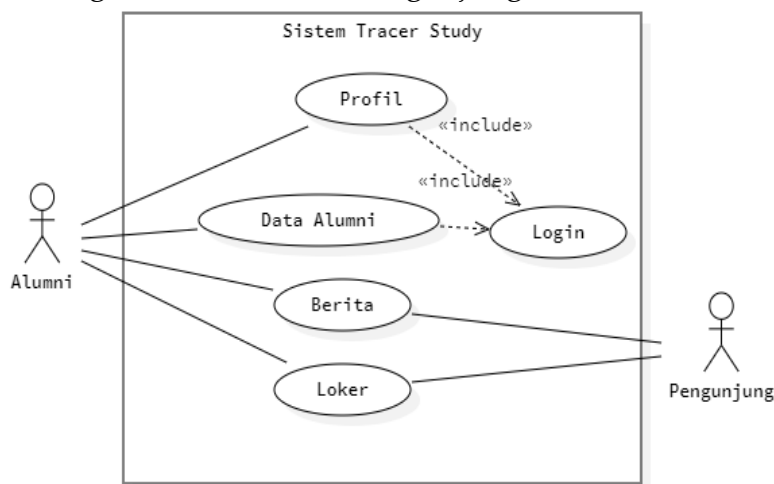 Sistem Tracer Study
Profil
«include»
«include»
Data Alumni
Login
Alumni
Berita
Loker
Pengunjung